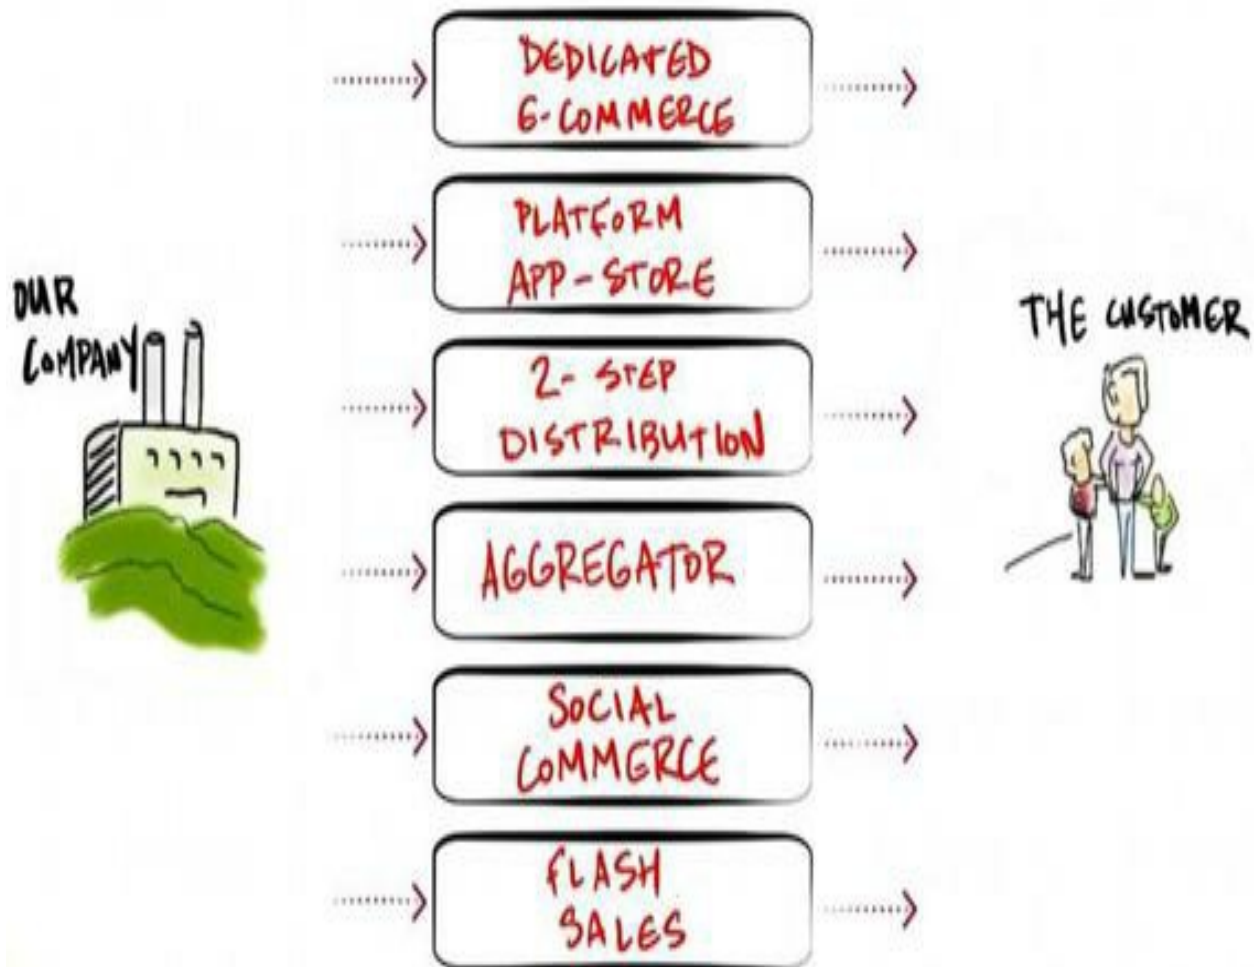 DEDICATED
E-COMMERCE
PLATFORM
APP-STORE
OUR
COMPANY
THE CUSTOMER
2-STEP
DISTRIBUTION
AGGREGATOR
SOCIAL
COMMERCE
FLASH
SALES